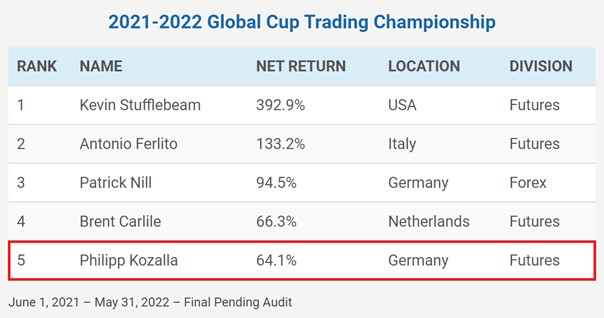 2021-2022 Global Cup Trading Championship
RANK NAME NET RETURN LOCATION DIVISION
1 Kevin Stufflebeam 392.9% USA Futures
2 Antonio Ferlito 133.2% Italy Futures
3 Patrick Nill 94.5% Germany Forex
4 Brent Carlile 66.3% Netherlands Futures
5 Philipp Kozalla 64.1% Germany Futures
June 1, 2021 – May 31, 2022 – Final Pending Audit